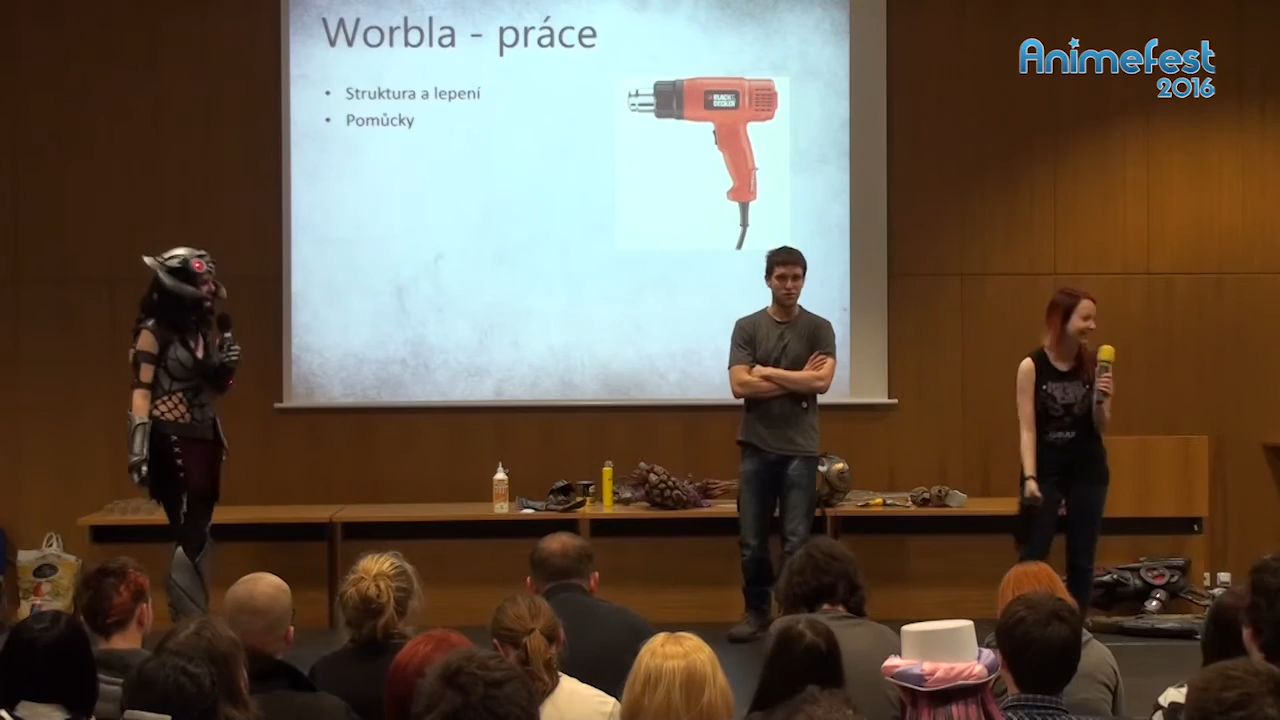 Worbla - práce
• Struktura a lepení
• Pomůcky
BLACK
DECKER
AnimeFest
2016